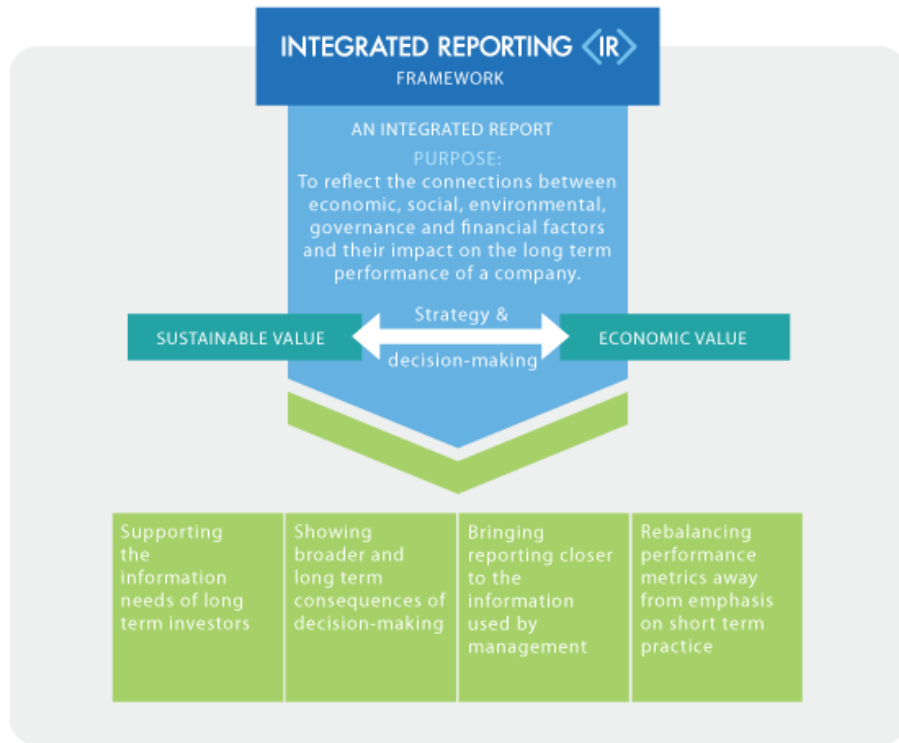 INTEGRATED REPORTING <IR>
FRAMEWORK
AN INTEGRATED REPORT
PURPOSE:
To reflect the connections between
economic, social, environmental,
governance and financial factors
and their impact on the long term
performance of a company.
SUSTAINABLE VALUE
Strategy &
decision-making
ECONOMIC VALUE
Supporting
the
information
needs of long
term investors
Showing
broader and
long term
consequences of
decision-making
Bringing
reporting closer
to the
information
used by
management
Rebalancing
performance
metrics away
from emphasis
on short term
practice